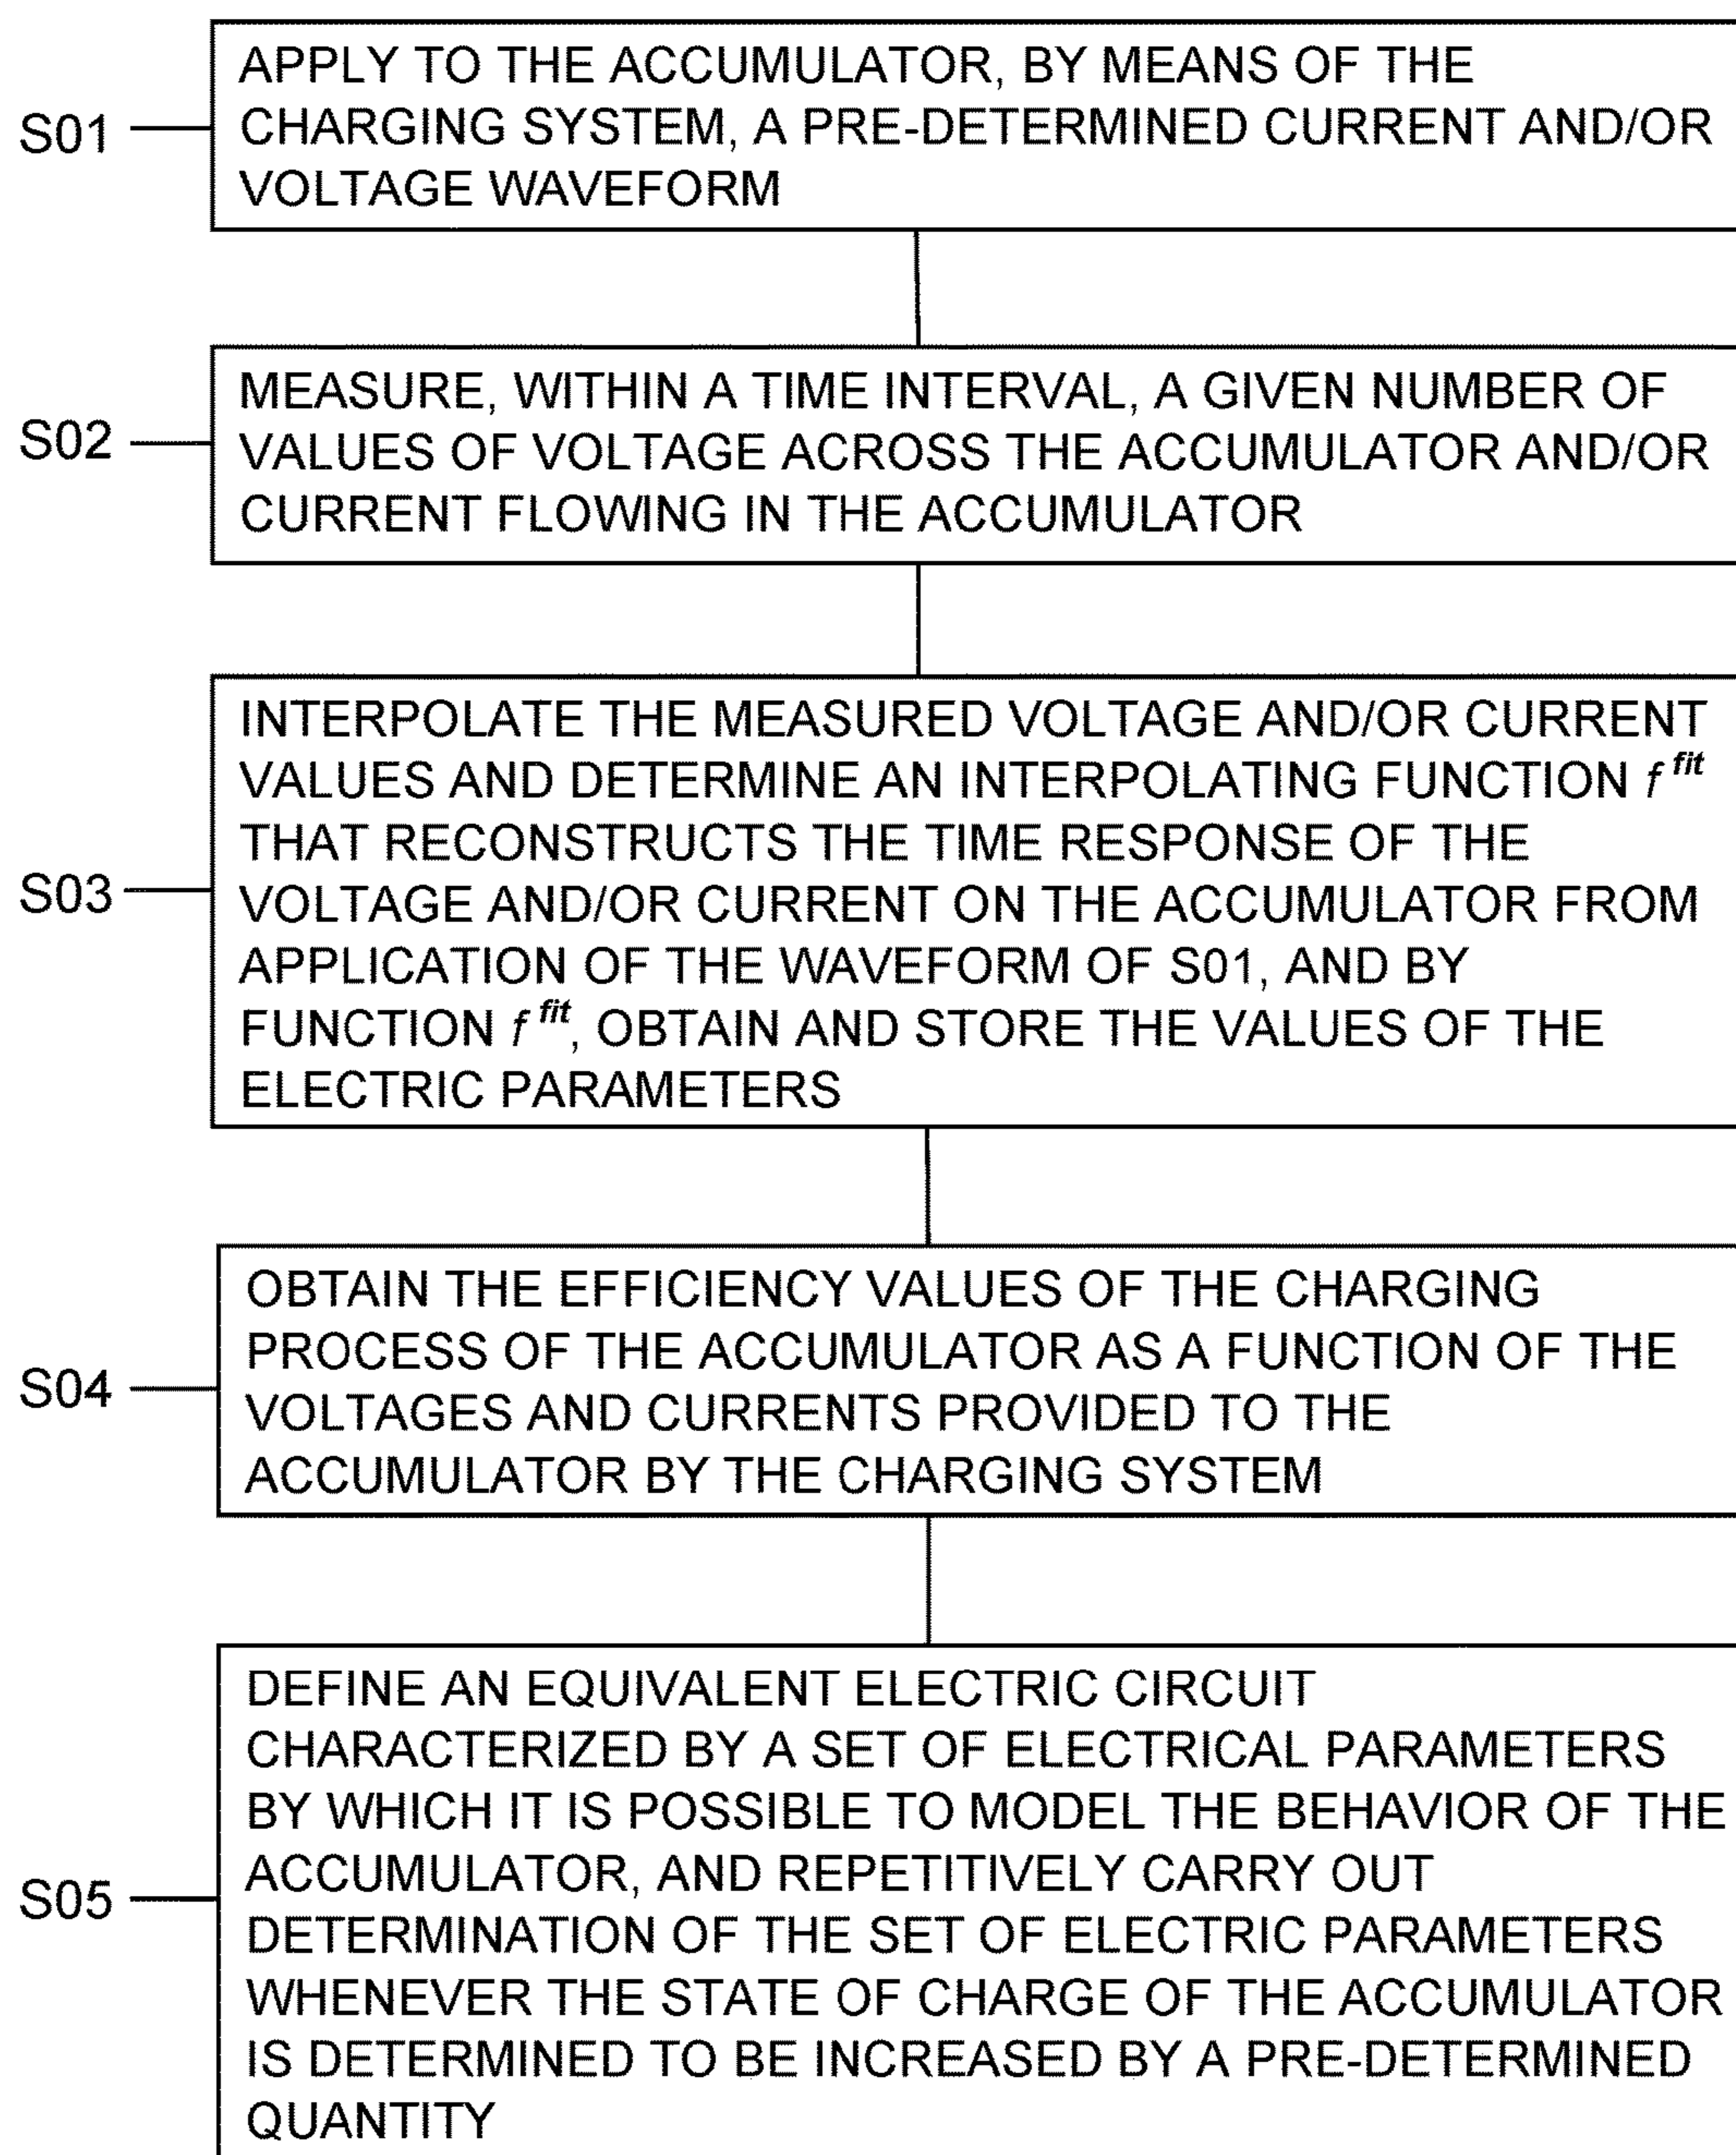 S01
APPLY TO THE ACCUMULATOR, BY MEANS OF THE
CHARGING SYSTEM, A PRE-DETERMINED CURRENT AND/OR
VOLTAGE WAVEFORM
S02
MEASURE, WITHIN A TIME INTERVAL, A GIVEN NUMBER OF
VALUES OF VOLTAGE ACROSS THE ACCUMULATOR AND/OR
CURRENT FLOWING IN THE ACCUMULATOR
S03
INTERPOLATE THE MEASURED VOLTAGE AND/OR CURRENT
VALUES AND DETERMINE AN INTERPOLATING FUNCTION f fit
THAT RECONSTRUCTS THE TIME RESPONSE OF THE
VOLTAGE AND/OR CURRENT ON THE ACCUMULATOR FROM
APPLICATION OF THE WAVEFORM OF S01, AND BY
FUNCTION f fit, OBTAIN AND STORE THE VALUES OF THE
ELECTRIC PARAMETERS
S04
OBTAIN THE EFFICIENCY VALUES OF THE CHARGING
PROCESS OF THE ACCUMULATOR AS A FUNCTION OF THE
VOLTAGES AND CURRENTS PROVIDED TO THE
ACCUMULATOR BY THE CHARGING SYSTEM
S05
DEFINE AN EQUIVALENT ELECTRIC CIRCUIT
CHARACTERIZED BY A SET OF ELECTRICAL PARAMETERS
BY WHICH IT IS POSSIBLE TO MODEL THE BEHAVIOR OF THE
ACCUMULATOR, AND REPETITIVELY CARRY OUT
DETERMINATION OF THE SET OF ELECTRIC PARAMETERS
WHENEVER THE STATE OF CHARGE OF THE ACCUMULATOR
IS DETERMINED TO BE INCREASED BY A PRE-DETERMINED
QUANTITY